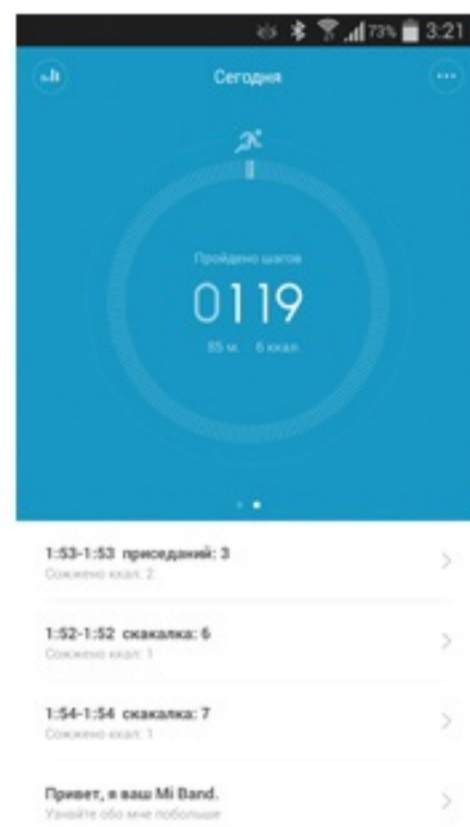 73% 3:21
Сегодня
Пройдено шагов
0119
85 м. 6 ккал.
1:53-1:53 приседаний: 3
Сожжено ккал: 2
1:52-1:52 скакалка: 6
Сожжено ккал: 1
1:54-1:54 скакалка: 7
Сожжено ккал: 1
Привет, я ваш Mi Band.
Узнайте обо мне побольше